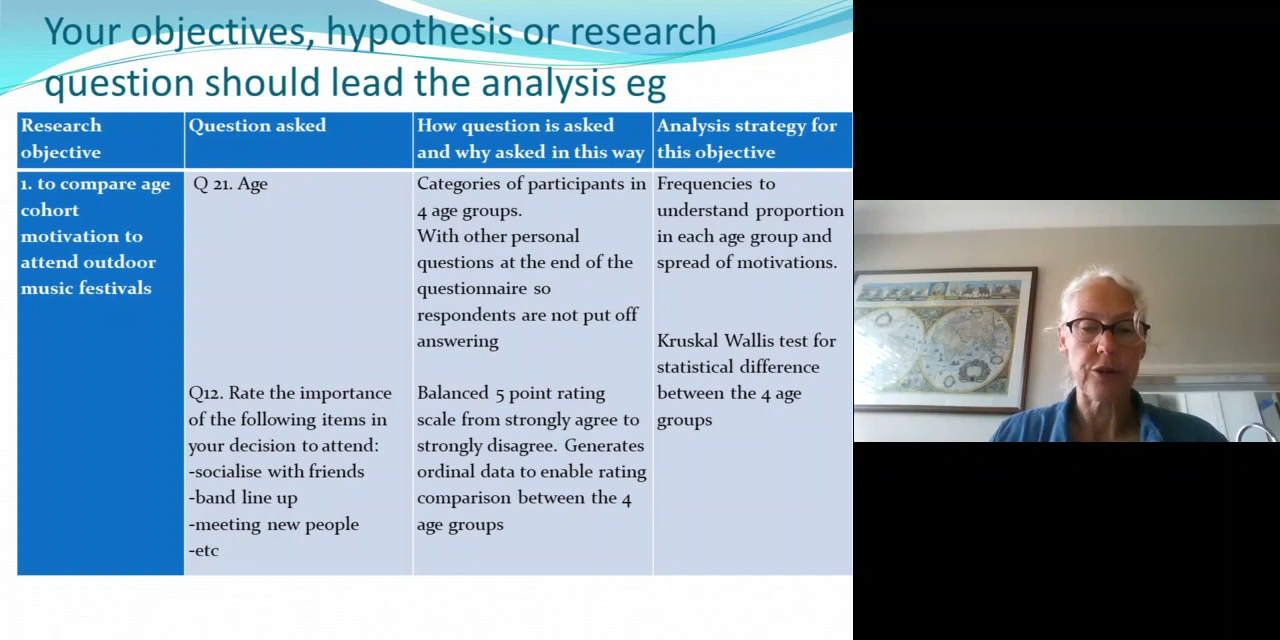 Your objectives, hypothesis or research
question should lead the analysis eg
Research
objective
Question asked
How question is asked
and why asked in this way
Analysis strategy for
this objective
1. to compare age
cohort
motivation to
attend outdoor
music festivals
Q 21. Age
Q12. Rate the importance
of the following items in
your decision to attend:
-socialise with friends
-band line up
-meeting new people
-etc
Categories of participants in
4 age groups.
With other personal
questions at the end of the
questionnaire so
respondents are not put off
answering
Balanced 5 point rating
scale from strongly agree to
strongly disagree. Generates
ordinal data to enable rating
comparison between the 4
age groups
Frequencies to
understand proportion
in each age group and
spread of motivations.
Kruskal Wallis test for
statistical difference
between the 4 age
groups